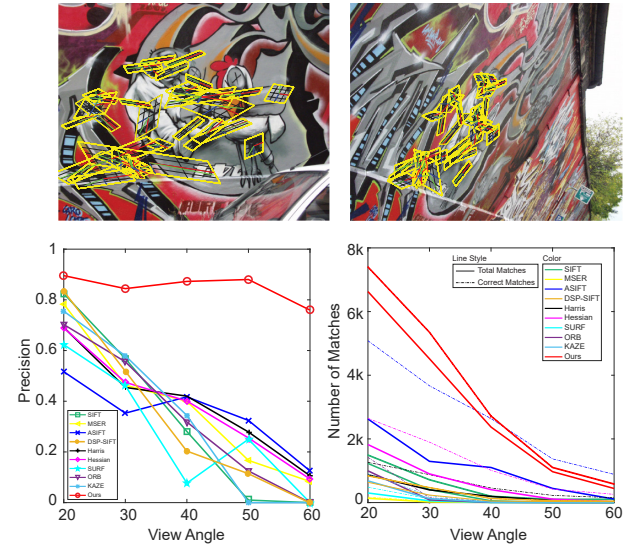 1
0.8
0.6
0.4
0.2
0
20
30
40
50
60
Precision
View Angle
SIFT
MSER
ASIFT
DSP-SIFT
Harris
Hessian
SURF
ORB
KAZE
Ours
8k
6k
4k
2k
0
20
30
40
50
60
Number of Matches
View Angle
Line Style
Total Matches
Correct Matches
Color
SIFT
MSER
ASIFT
DSP-SIFT
Harris
Hessian
SURF
ORB
KAZE
Ours